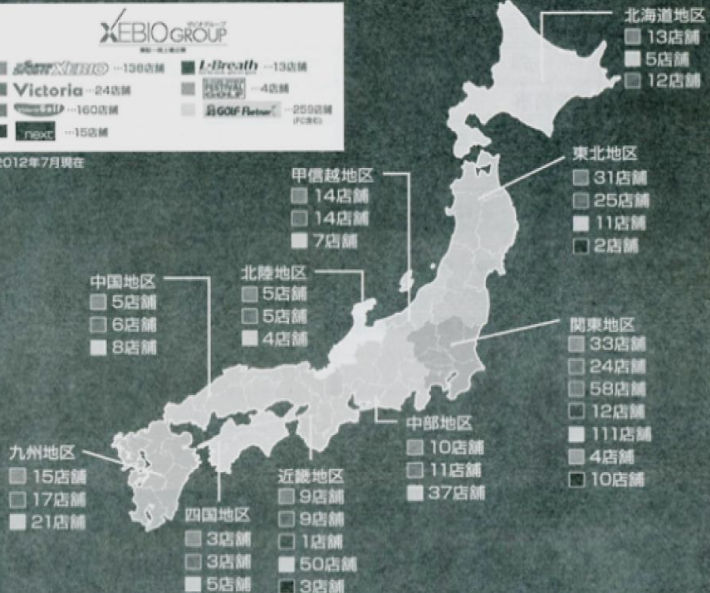 XEBIO GROUP
XEBIO …138店舗
Victoria …24店舗
…160店舗
next …15店舗
L-Breath …13店舗
FESTIVAL GOLF …4店舗
GOLF Partner …259店舗
(FC含む)
2012年7月現在
北海道地区
13店舗
5店舗
12店舗
東北地区
31店舗
25店舗
11店舗
2店舗
甲信越地区
14店舗
14店舗
7店舗
北陸地区
5店舗
5店舗
4店舗
中国地区
5店舗
6店舗
8店舗
関東地区
33店舗
24店舗
58店舗
12店舗
111店舗
4店舗
10店舗
中部地区
10店舗
11店舗
37店舗
九州地区
15店舗
17店舗
21店舗
四国地区
3店舗
3店舗
5店舗
近畿地区
9店舗
9店舗
1店舗
50店舗
3店舗